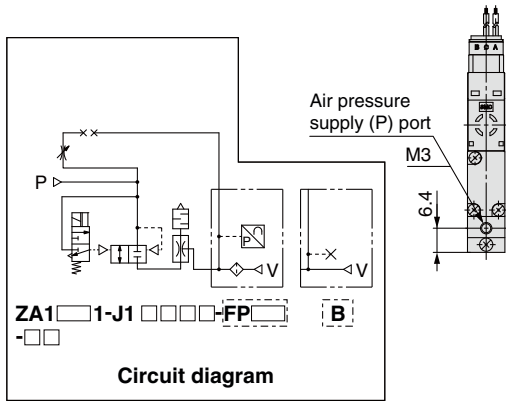 B D A
Air pressure
supply (P) port
M3
6.4
P
P
V
V
ZA1□1-J1 □□□□-FP□
B
-□□
Circuit diagram